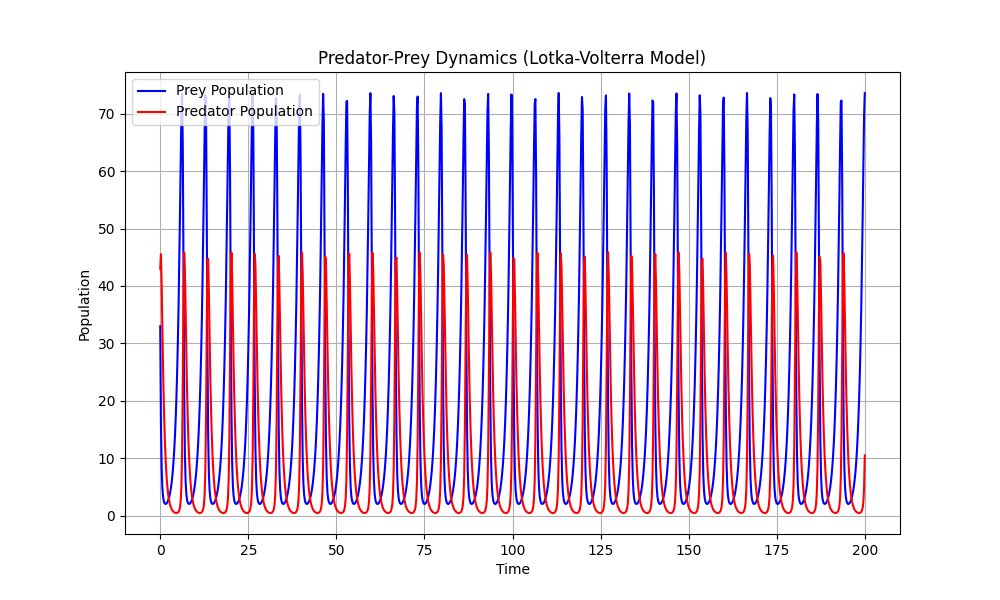 Predator-Prey Dynamics (Lotka-Volterra Model)
Prey Population
Predator Population
Population
70
60
50
40
30
20
10
0
0 25 50 75 100 125 150 175 200
Time